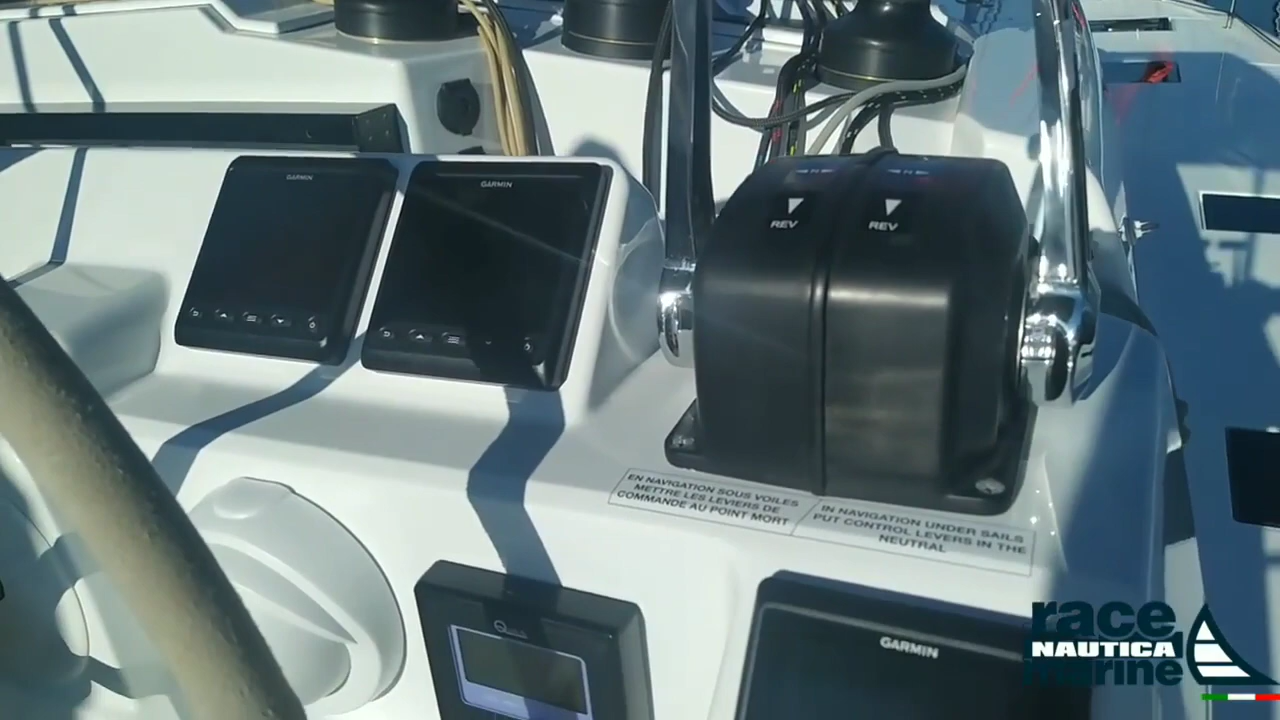 GARMIN
GARMIN
N
N
REV
REV
EN NAVIGATION SOUS VOILES
METTRE LES LEVIERS DE
COMMANDE AU POINT MORT
IN NAVIGATION UNDER SAILS
PUT CONTROL LEVERS IN THE
NEUTRAL
GARMIN
race
NAUTICA
marine